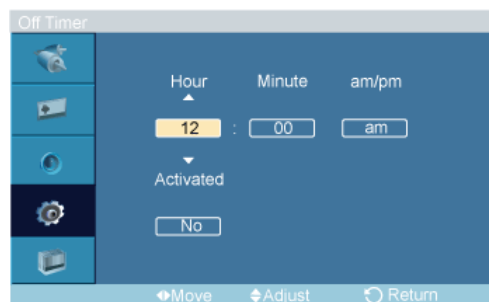 Off Timer
Hour Minute am/pm
12 : 00 am
Activated
No
Move Adjust Return